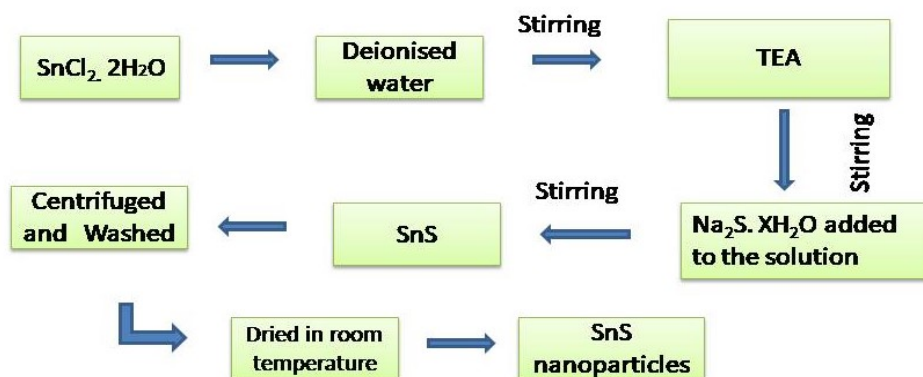 SnCl₂. 2H₂O
Deionised
water
Stirring
TEA
Stirring
Na₂S. XH₂O added
to the solution
Stirring
SnS
Centrifuged
and Washed
Dried in room
temperature
SnS
nanoparticles